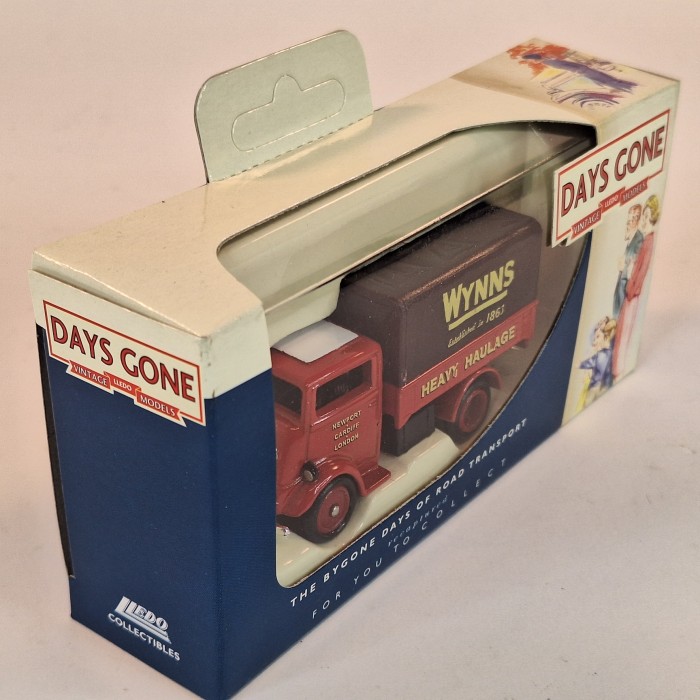 DAYS GONE
VINTAGE LLEDO MODELS
DAYS GONE
VINTAGE LLEDO MODELS
WYNNS
Established in 1863
HEAVY HAULAGE
NEWPORT
CARDIFF
LONDON
THE BYGONE DAYS OF ROAD TRANSPORT
recaptured
FOR YOU TO COLLECT
LLEDO
COLLECTIBLES